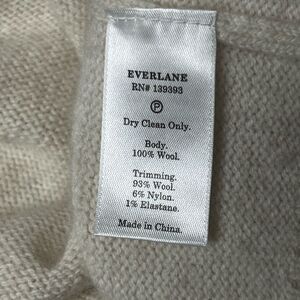 EVERLANE
RN# 139393
P
Dry Clean Only.
Body.
100% Wool.
Trimming.
93% Wool.
6% Nylon.
1% Elastane.
Made in China.